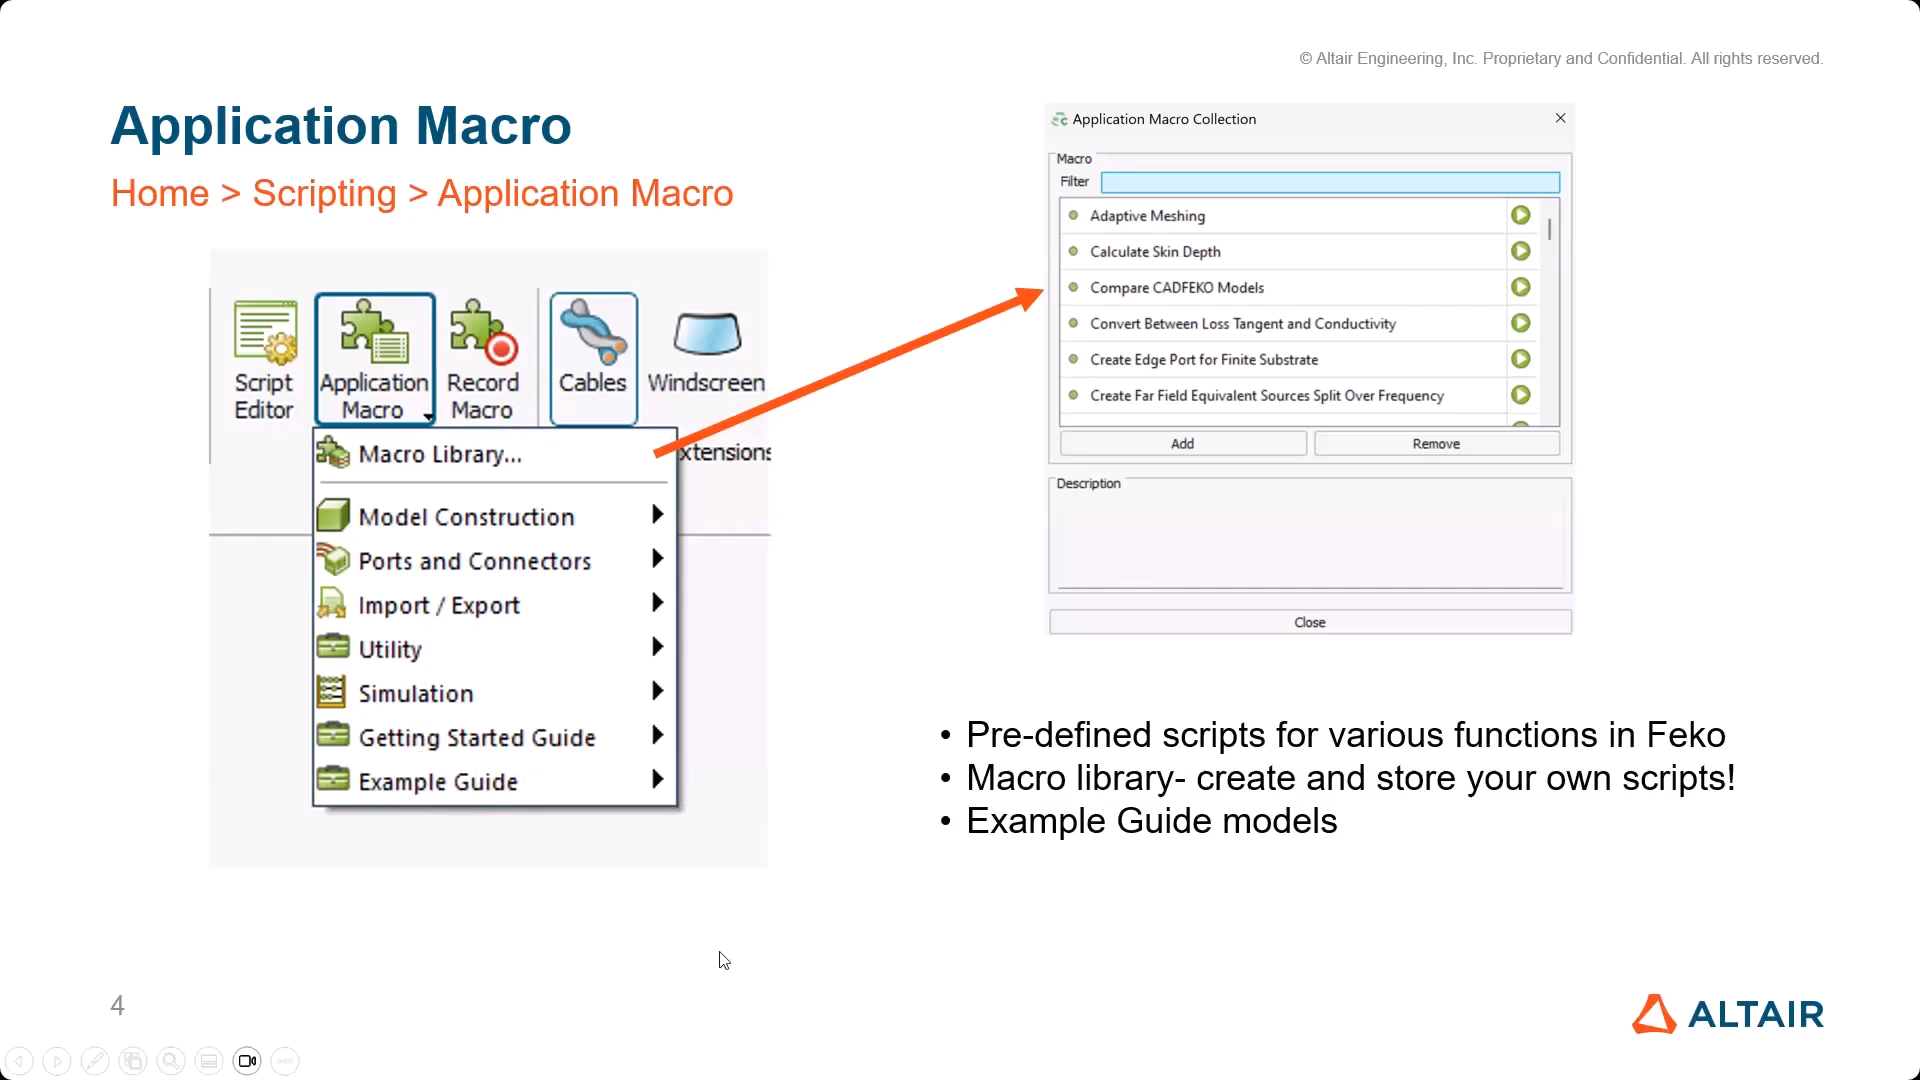 © Altair Engineering, Inc. Proprietary and Confidential. All rights reserved.
Application Macro
Home > Scripting > Application Macro
Script Editor
Application Macro
Record Macro
Cables
Windscreen
xtensions
Macro Library...
Model Construction
Ports and Connectors
Import / Export
Utility
Simulation
Getting Started Guide
Example Guide
Application Macro Collection
Macro
Filter
Adaptive Meshing
Calculate Skin Depth
Compare CADFEKO Models
Convert Between Loss Tangent and Conductivity
Create Edge Port for Finite Substrate
Create Far Field Equivalent Sources Split Over Frequency
Add
Remove
Description
Close
• Pre-defined scripts for various functions in Feko
• Macro library- create and store your own scripts!
• Example Guide models
4
ALTAIR